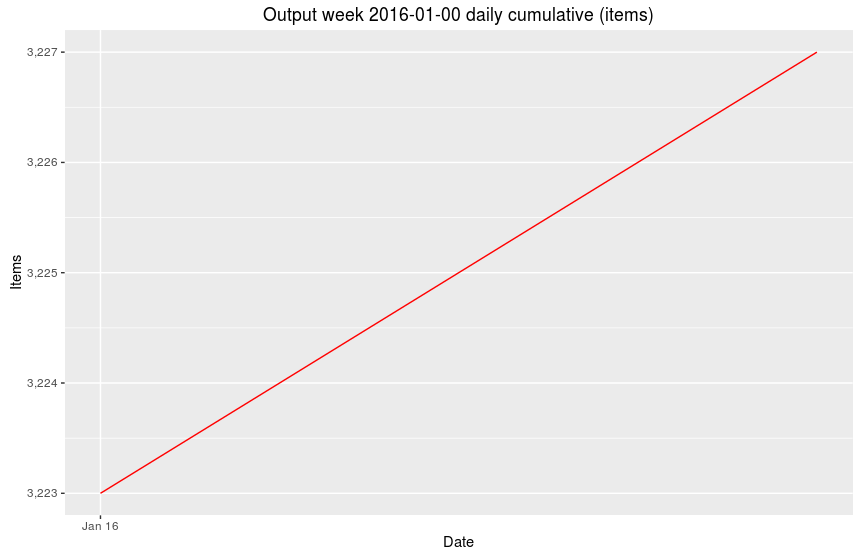 Output week 2016-01-00 daily cumulative (items)
3,227
3,226
3,225
3,224
3,223
Items
Jan 16
Date